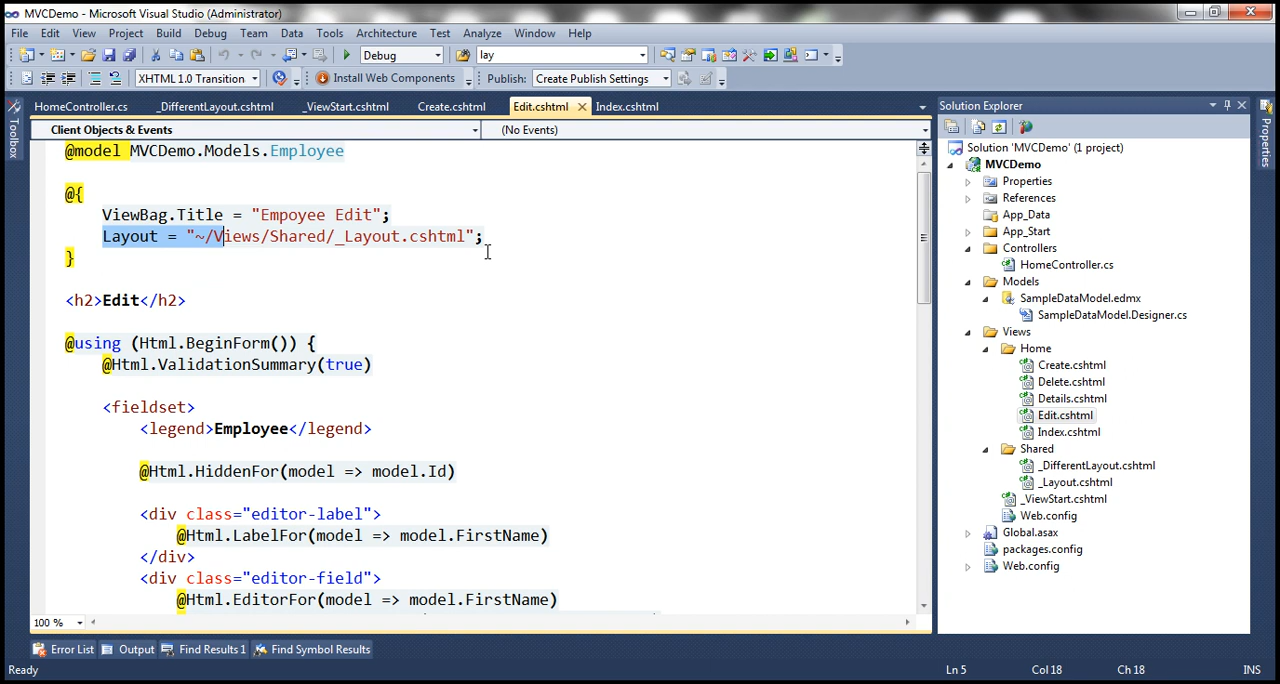 MVCDemo - Microsoft Visual Studio (Administrator)
File Edit View Project Build Debug Team Data Tools Architecture Test Analyze Window Help
Debug lay
XHTML 1.0 Transition Install Web Components Publish: Create Publish Settings
Toolbox
HomeController.cs _DifferentLayout.cshtml _ViewStart.cshtml Create.cshtml Edit.cshtml Index.cshtml
Client Objects & Events (No Events)
@model MVCDemo.Models.Employee
@{
ViewBag.Title = "Empoyee Edit";
Layout = "~/Views/Shared/_Layout.cshtml";
}
<h2>Edit</h2>
@using (Html.BeginForm()) {
@Html.ValidationSummary(true)
<fieldset>
<legend>Employee</legend>
@Html.HiddenFor(model => model.Id)
<div class="editor-label">
@Html.LabelFor(model => model.FirstName)
</div>
<div class="editor-field">
@Html.EditorFor(model => model.FirstName)
100 %
Solution Explorer
Solution 'MVCDemo' (1 project)
MVCDemo
Properties
References
App_Data
App_Start
Controllers
HomeController.cs
Models
SampleDataModel.edmx
SampleDataModel.Designer.cs
Views
Home
Create.cshtml
Delete.cshtml
Details.cshtml
Edit.cshtml
Index.cshtml
Shared
_DifferentLayout.cshtml
_Layout.cshtml
_ViewStart.cshtml
Web.config
Global.asax
packages.config
Web.config
Properties
Error List Output Find Results 1 Find Symbol Results
Ready Ln 5 Col 18 Ch 18 INS